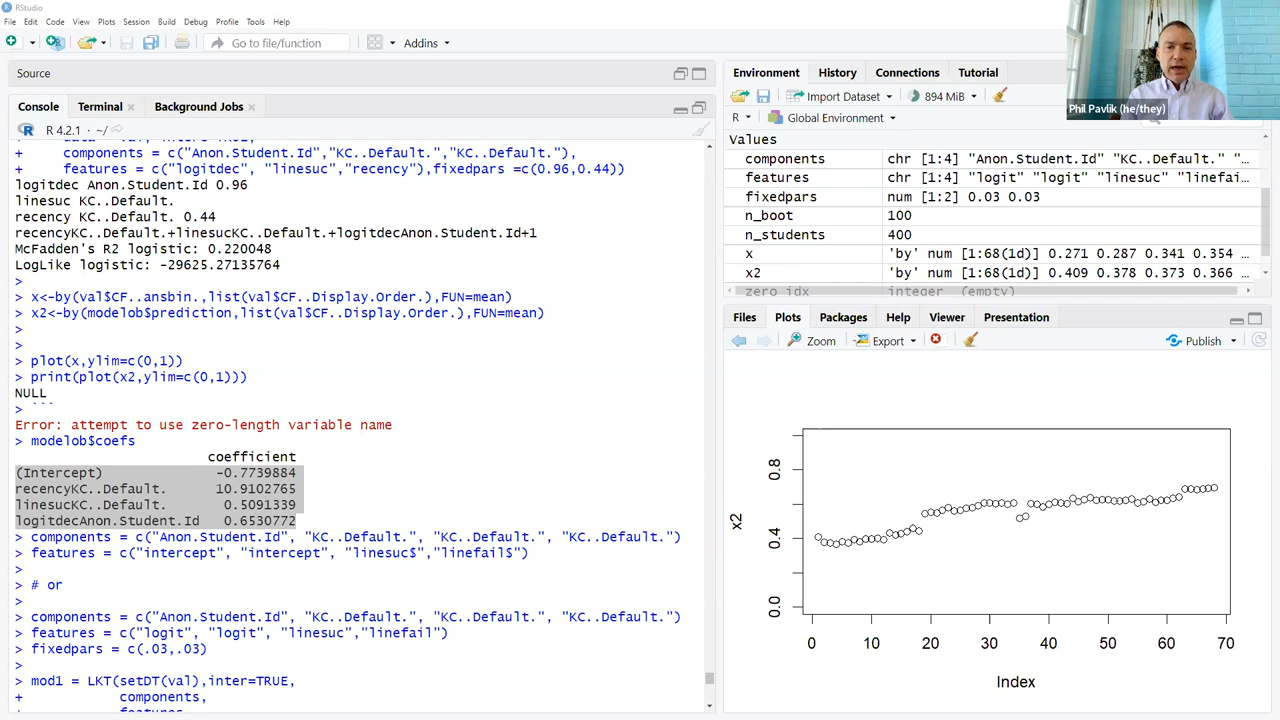 RStudio
File Edit Code View Plots Session Build Debug Profile Tools Help
Go to file/function Addins
Source
Console Terminal Background Jobs
R 4.2.1 · ~/
+ components = c("Anon.Student.Id","KC..Default.","KC..Default."),
+ features = c("logitdec", "linesuc","recency"),fixedpars =c(0.96,0.44))
logitdec Anon.Student.Id 0.96
linesuc KC..Default.
recency KC..Default. 0.44
recencyKC..Default.+linesucKC..Default.+logitdecAnon.Student.Id+1
McFadden's R2 logistic: 0.220048
LogLike logistic: -29625.27135764
>
> x<-by(val$CF..ansbin.,list(val$CF..Display.Order.),FUN=mean)
> x2<-by(modelob$prediction,list(val$CF..Display.Order.),FUN=mean)
>
>
> plot(x,ylim=c(0,1))
> print(plot(x2,ylim=c(0,1)))
NULL
> ```
Error: attempt to use zero-length variable name
> modelob$coefs
coefficient
(Intercept) -0.7739884
recencyKC..Default. 10.9102765
linesucKC..Default. 0.5091339
logitdecAnon.Student.Id 0.6530772
> components = c("Anon.Student.Id", "KC..Default.", "KC..Default.", "KC..Default.")
> features = c("intercept", "intercept", "linesuc$","linefail$")
>
> # or
>
> components = c("Anon.Student.Id", "KC..Default.", "KC..Default.", "KC..Default.")
> features = c("logit", "logit", "linesuc","linefail")
> fixedpars = c(.03,.03)
>
> mod1 = LKT(setDT(val),inter=TRUE,
+ components,
Environment History Connections Tutorial
Import Dataset 894 MiB
R Global Environment
Values
components chr [1:4] "Anon.Student.Id" "KC..Default." "…
features chr [1:4] "logit" "logit" "linesuc" "linefail…
fixedpars num [1:2] 0.03 0.03
n_boot 100
n_students 400
x 'by' num [1:68(1d)] 0.271 0.287 0.341 0.354 …
x2 'by' num [1:68(1d)] 0.409 0.378 0.373 0.366 …
zero idx integer (empty)
Files Plots Packages Help Viewer Presentation
Zoom Export Publish
x2
0.8
0.4
0.0
0 10 20 30 40 50 60 70
Index
Phil Pavlik (he/they)